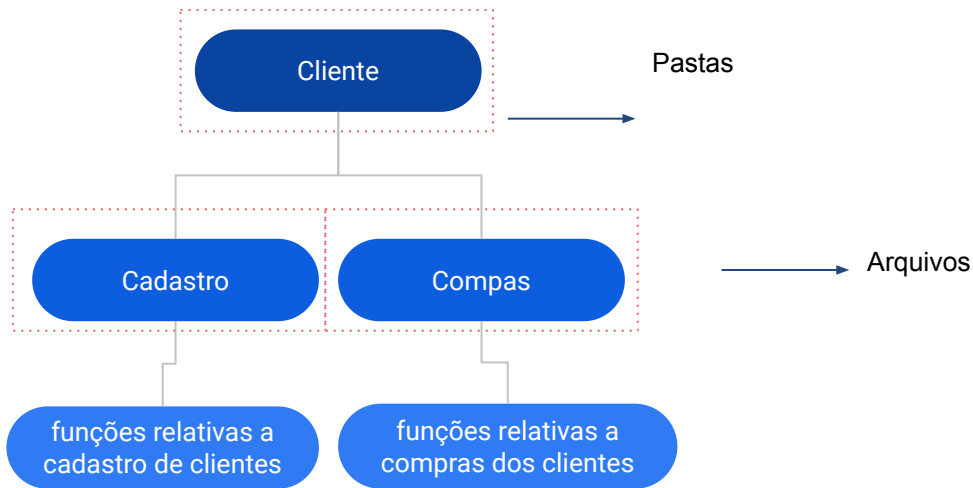 Cliente
Pastas
Cadastro
Compas
Arquivos
funções relativas a
cadastro de clientes
funções relativas a
compras dos clientes